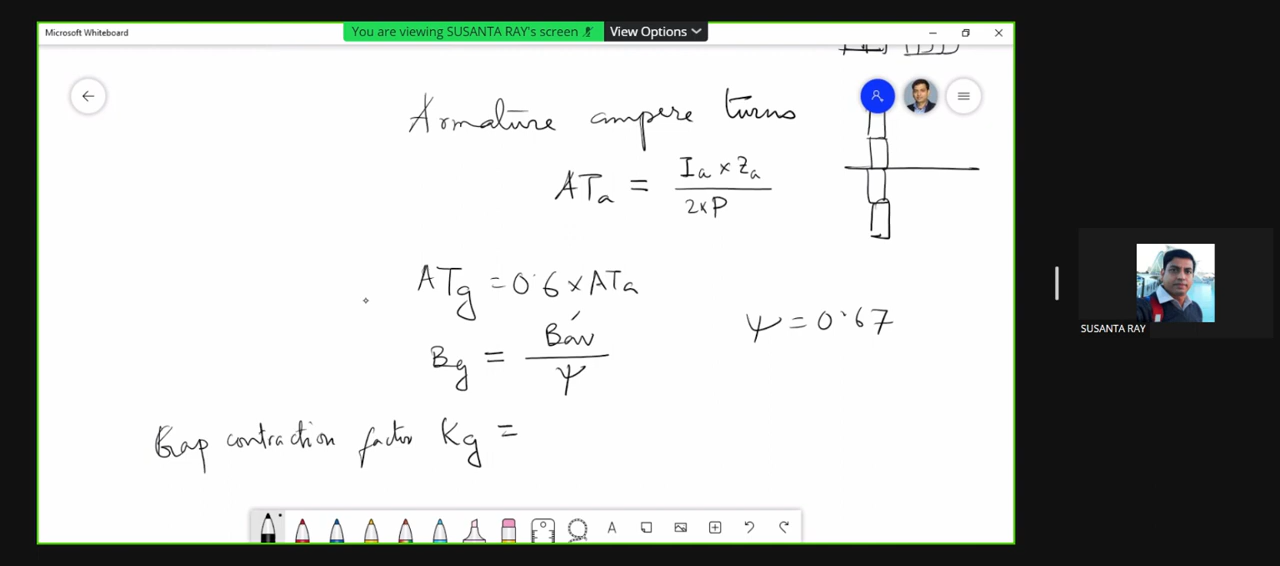 Microsoft Whiteboard
You are viewing SUSANTA RAY's screen
View Options
Armature ampere turns
ATa = Ia × Za
2×P
ATg = 0.6 × ATa
Bg = Bav
Ψ
Ψ = 0.67
Gap contraction factor Kg =
SUSANTA RAY
A